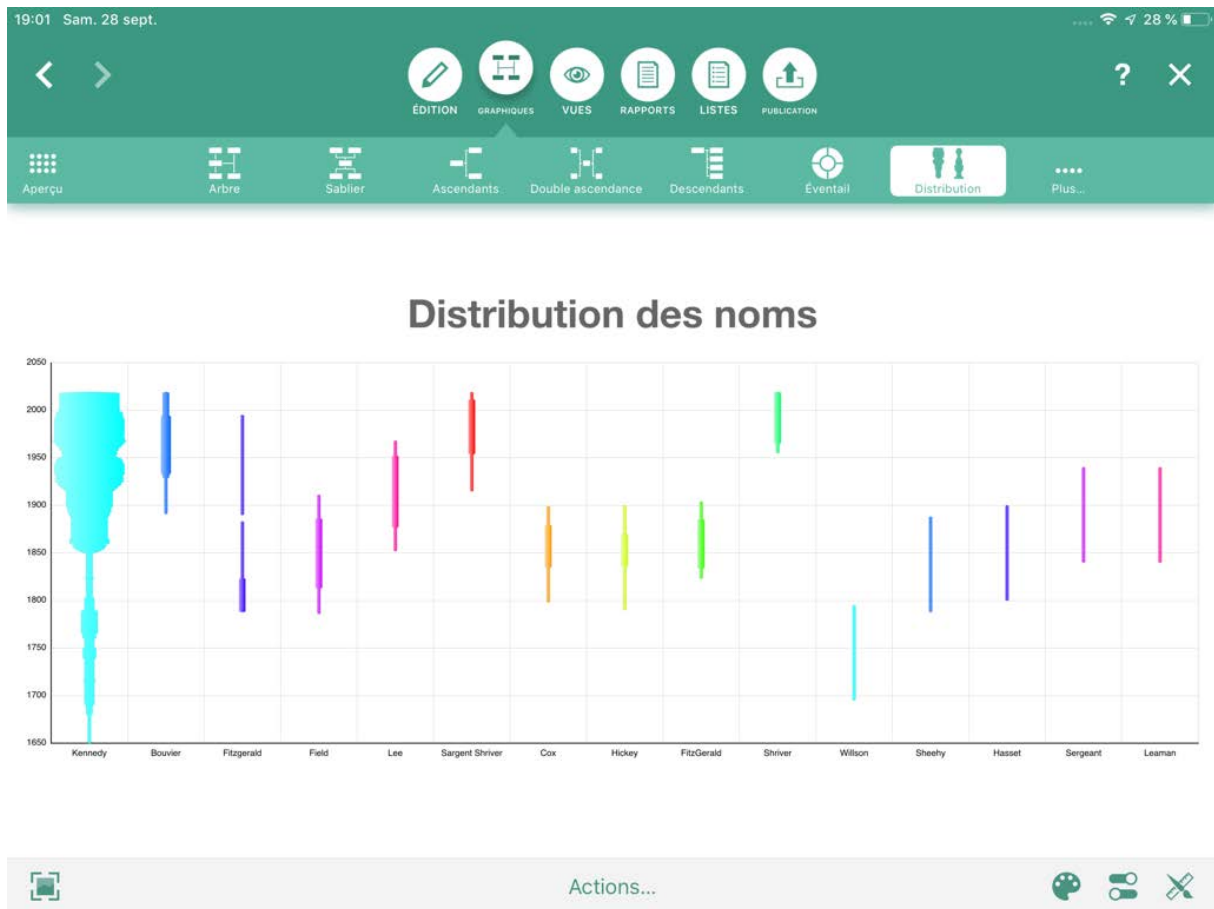 19:01 Sam. 28 sept.
28 %
ÉDITION GRAPHIQUES VUES RAPPORTS LISTES PUBLICATION
?
Aperçu Arbre Sablier Ascendants Double ascendance Descendants Éventail Distribution Plus...
Distribution des noms
2050
2000
1950
1900
1850
1800
1750
1700
1650
Kennedy Bouvier Fitzgerald Field Lee Sargent Shriver Cox Hickey FitzGerald Shriver Willson Sheehy Hasset Sergeant Leaman
Actions...